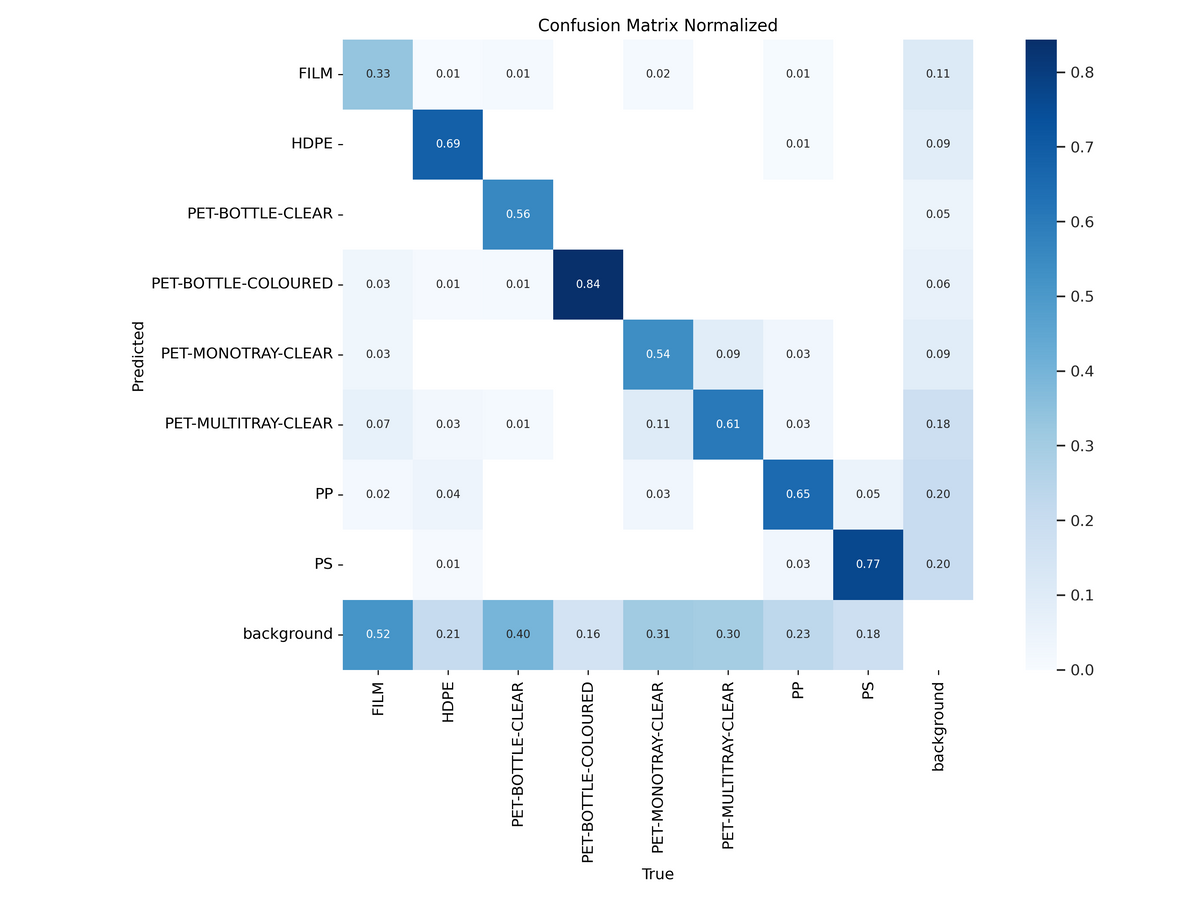 Confusion Matrix Normalized
FILM 0.33 0.01 0.01 0.02 0.01 0.11
HDPE 0.69 0.01 0.09
PET-BOTTLE-CLEAR 0.56 0.05
PET-BOTTLE-COLOURED 0.03 0.01 0.01 0.84 0.06
PET-MONOTRAY-CLEAR 0.03 0.54 0.09 0.03 0.09
PET-MULTITRAY-CLEAR 0.07 0.03 0.01 0.11 0.61 0.03 0.18
PP 0.02 0.04 0.03 0.65 0.05 0.20
PS 0.01 0.03 0.77 0.20
background 0.52 0.21 0.40 0.16 0.31 0.30 0.23 0.18
Predicted
FILM
HDPE
PET-BOTTLE-CLEAR
PET-BOTTLE-COLOURED
PET-MONOTRAY-CLEAR
PET-MULTITRAY-CLEAR
PP
PS
background
True
0.8
0.7
0.6
0.5
0.4
0.3
0.2
0.1
0.0